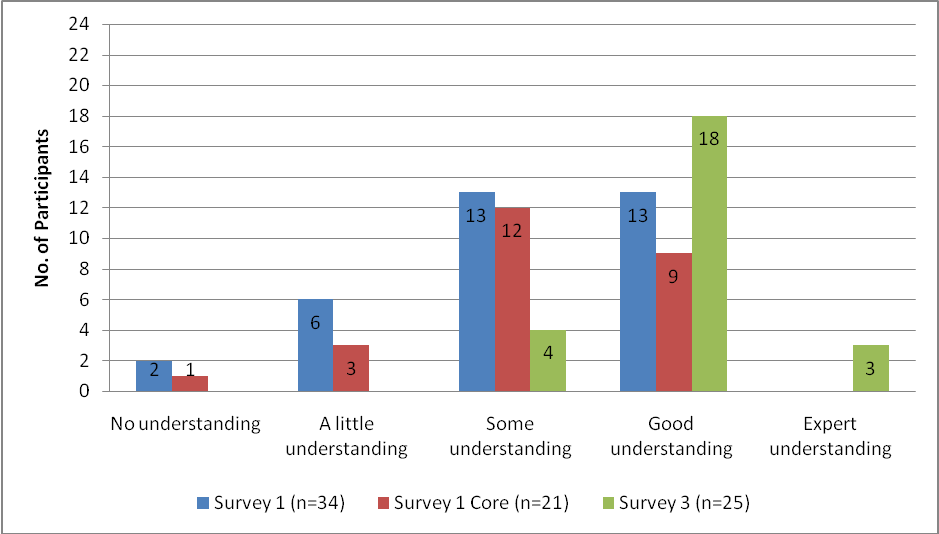 24
22
20
18
16
14
12
10
8
6
4
2
0
No. of Participants
2
1
6
3
13
12
4
13
9
18
3
No understanding
A little
understanding
Some
understanding
Good
understanding
Expert
understanding
Survey 1 (n=34)
Survey 1 Core (n=21)
Survey 3 (n=25)